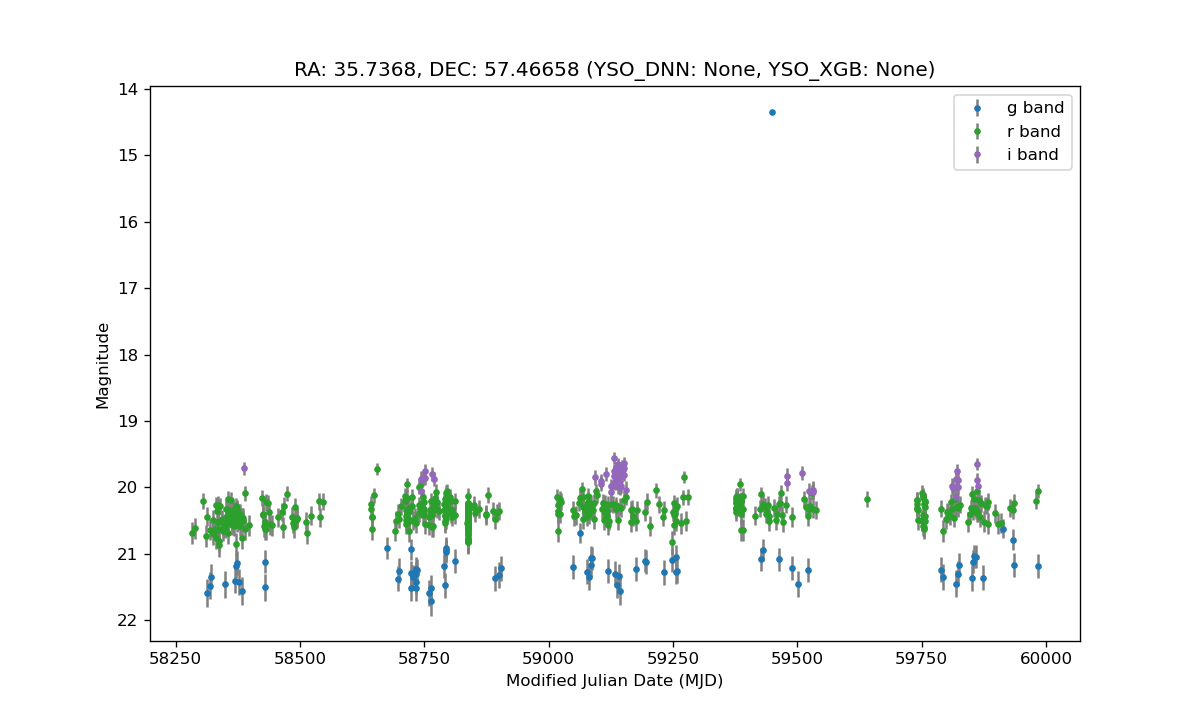 RA: 35.7368, DEC: 57.46658 (YSO_DNN: None, YSO_XGB: None)
g band
r band
i band
Magnitude
14
15
16
17
18
19
20
21
22
58250
58500
58750
59000
59250
59500
59750
60000
Modified Julian Date (MJD)